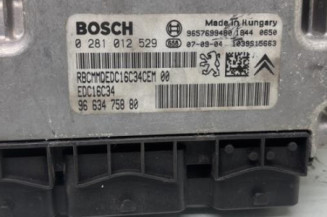 BOSCH
Made in Hungary
0 281 012 529
9657699480 1844 0650
07-09-04 1039S15663
RBCMMDEDC16C34CEM 00
EDC16C34
96 634 758 80